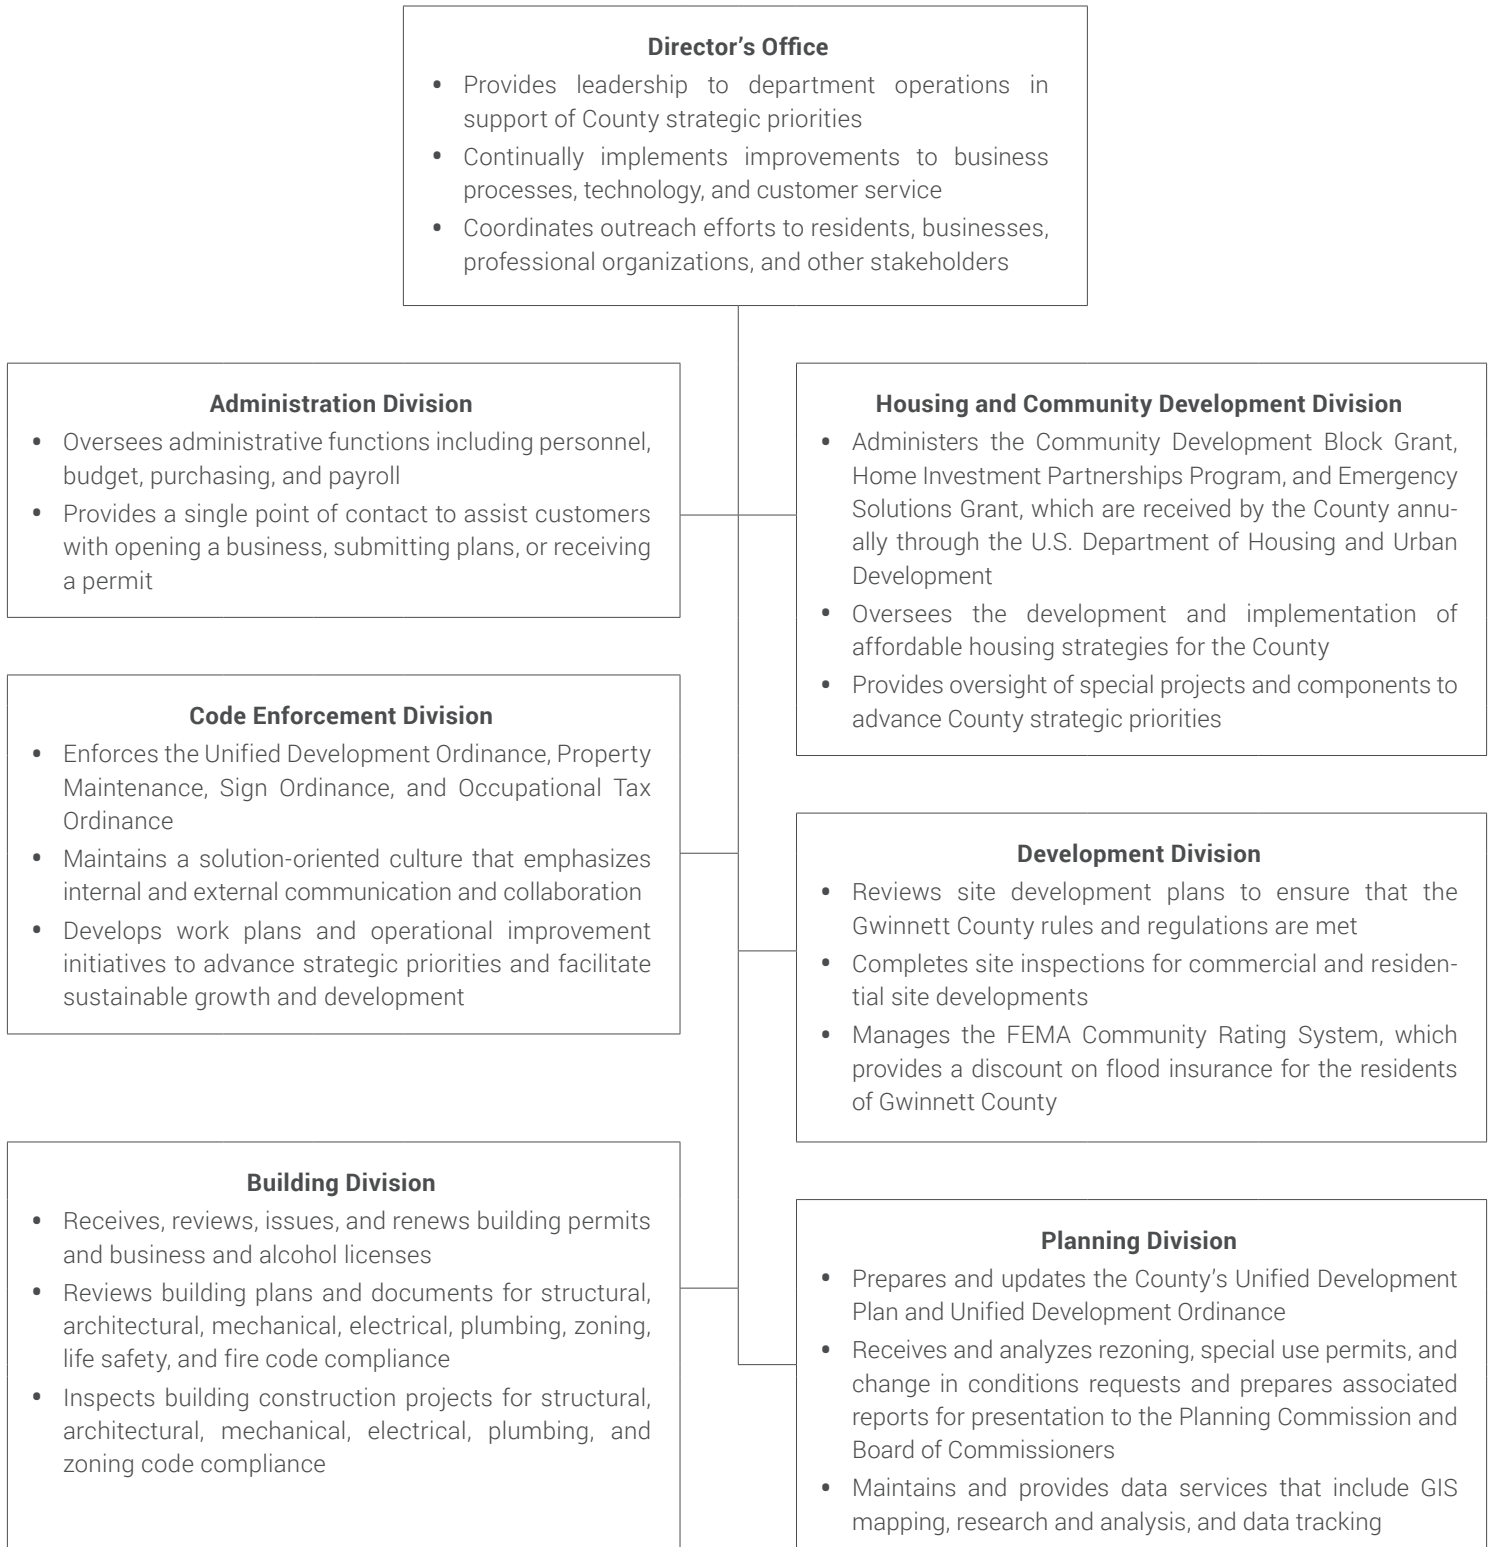 Director's Office
• Provides leadership to department operations in
support of County strategic priorities
• Continually implements improvements to business
processes, technology, and customer service
• Coordinates outreach efforts to residents, businesses,
professional organizations, and other stakeholders
Administration Division
• Oversees administrative functions including personnel,
budget, purchasing, and payroll
• Provides a single point of contact to assist customers
with opening a business, submitting plans, or receiving
a permit
Housing and Community Development Division
• Administers the Community Development Block Grant,
Home Investment Partnerships Program, and Emergency
Solutions Grant, which are received by the County annu-
ally through the U.S. Department of Housing and Urban
Development
• Oversees the development and implementation of
affordable housing strategies for the County
• Provides oversight of special projects and components to
advance County strategic priorities
Code Enforcement Division
• Enforces the Unified Development Ordinance, Property
Maintenance, Sign Ordinance, and Occupational Tax
Ordinance
• Maintains a solution-oriented culture that emphasizes
internal and external communication and collaboration
• Develops work plans and operational improvement
initiatives to advance strategic priorities and facilitate
sustainable growth and development
Development Division
• Reviews site development plans to ensure that the
Gwinnett County rules and regulations are met
• Completes site inspections for commercial and residen-
tial site developments
• Manages the FEMA Community Rating System, which
provides a discount on flood insurance for the residents
of Gwinnett County
Building Division
• Receives, reviews, issues, and renews building permits
and business and alcohol licenses
• Reviews building plans and documents for structural,
architectural, mechanical, electrical, plumbing, zoning,
life safety, and fire code compliance
• Inspects building construction projects for structural,
architectural, mechanical, electrical, plumbing, and
zoning code compliance
Planning Division
• Prepares and updates the County's Unified Development
Plan and Unified Development Ordinance
• Receives and analyzes rezoning, special use permits, and
change in conditions requests and prepares associated
reports for presentation to the Planning Commission and
Board of Commissioners
• Maintains and provides data services that include GIS
mapping, research and analysis, and data tracking